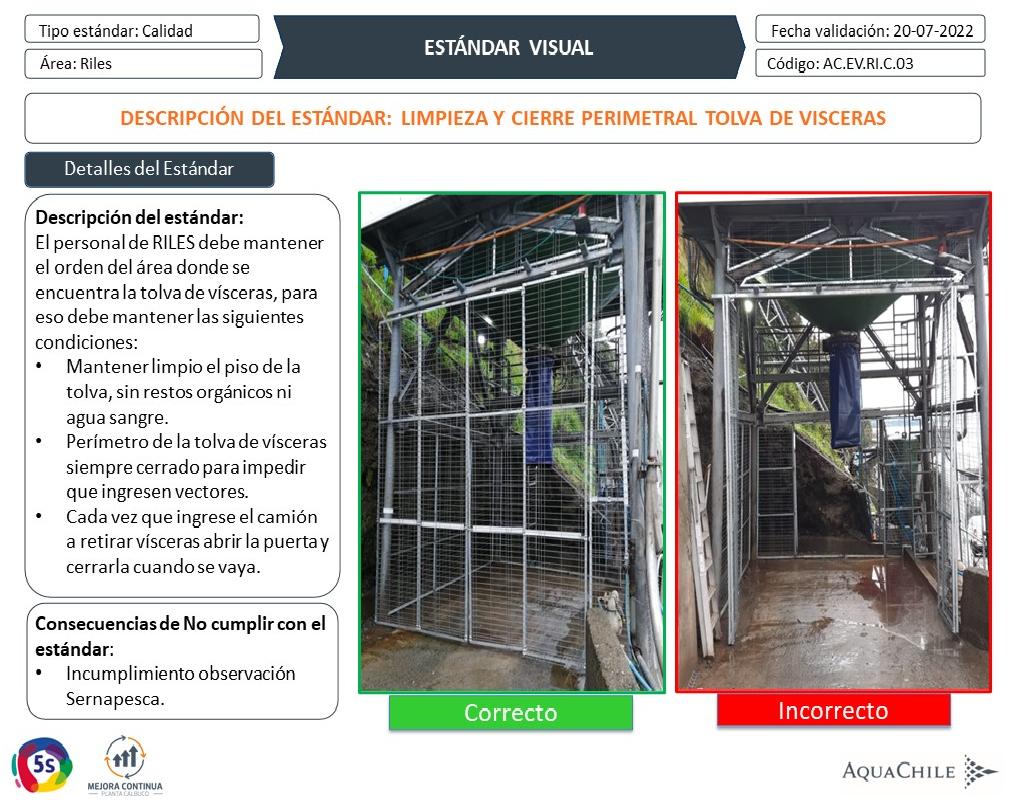 Tipo estándar: Calidad
Área: Riles
ESTÁNDAR VISUAL
Fecha validación: 20-07-2022
Código: AC.EV.RI.C.03
DESCRIPCIÓN DEL ESTÁNDAR: LIMPIEZA Y CIERRE PERIMETRAL TOLVA DE VISCERAS
Detalles del Estándar
Descripción del estándar:
El personal de RILES debe mantener
el orden del área donde se
encuentra la tolva de vísceras, para
eso debe mantener las siguientes
condiciones:
• Mantener limpio el piso de la
tolva, sin restos orgánicos ni
agua sangre.
• Perímetro de la tolva de vísceras
siempre cerrado para impedir
que ingresen vectores.
• Cada vez que ingrese el camión
a retirar vísceras abrir la puerta y
cerrarla cuando se vaya.
Consecuencias de No cumplir con el
estándar:
• Incumplimiento observación
Sernapesca.
Correcto
Incorrecto
5s
MEJORA CONTINUA
PLANTA CALBUCO
AQUACHILE